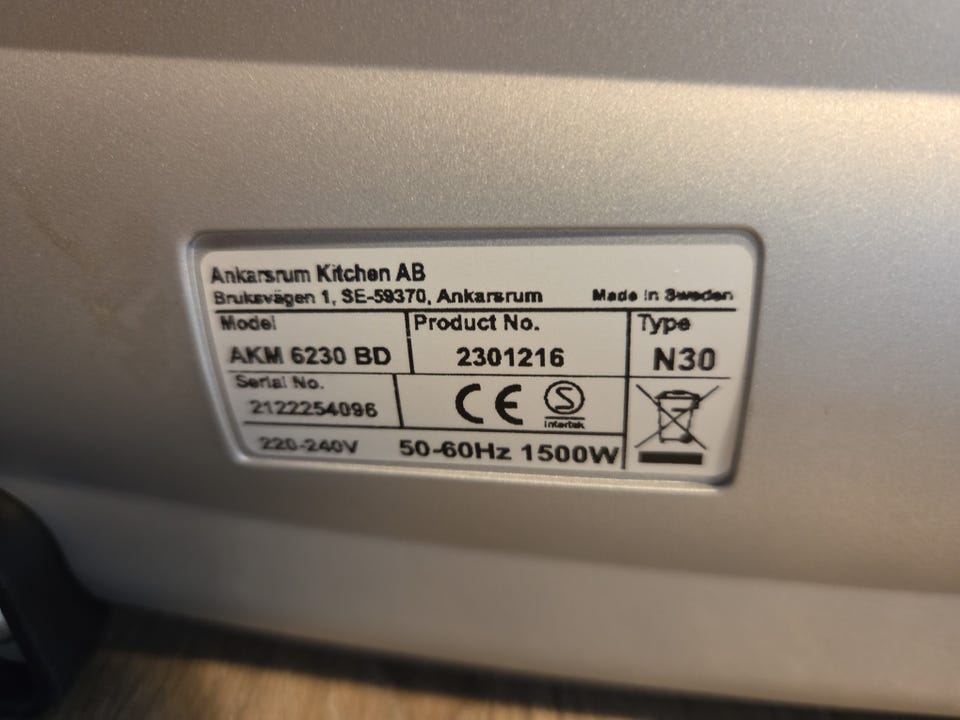 Ankarsrum Kitchen AB
Bruksvägen 1, SE-59370, Ankarsrum Made in Sweden
Model Product No. Type
AKM 6230 BD 2301216 N30
Serial No.
2122254096
CE S
Intertek
220-240V 50-60Hz 1500W